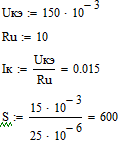 Uкэ := 150 · 10⁻³
Ru := 10
Iк := Uкэ / Ru = 0.015
S := 15 · 10⁻³ / 25 · 10⁻⁶ = 600